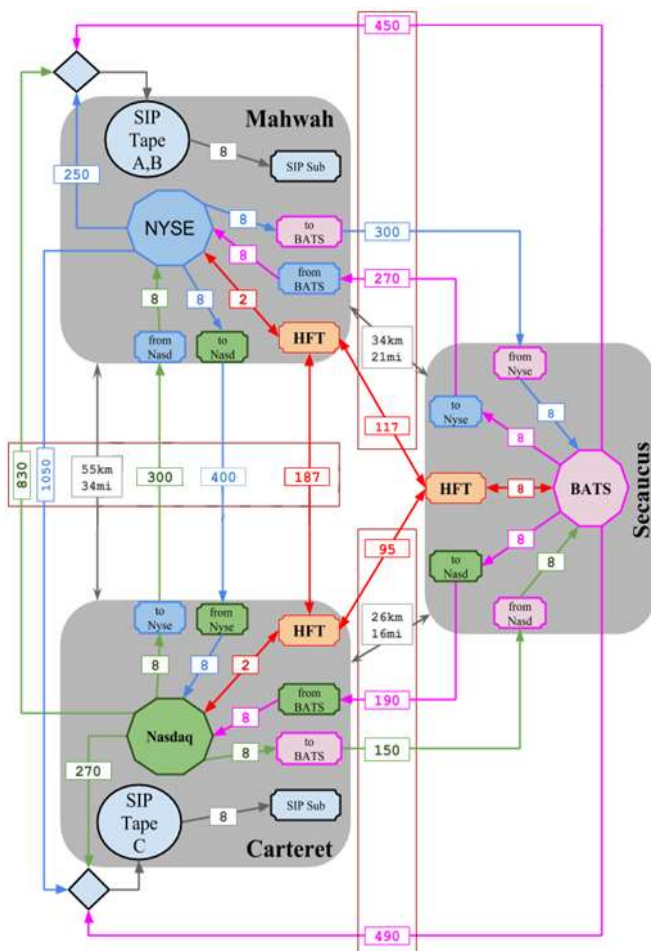 450
SIP
Tape
A,B
Mahwah
8
SIP Sub
250
NYSE
8
to
BATS
300
8
from
BATS
270
8
8
2
from
Nasd
to
Nasd
HFT
34km
21mi
from
Nyse
to
Nyse
8
8
117
830
1050
55km
34mi
300
400
187
HFT
8
BATS
Secaucus
95
8
to
Nasd
8
from
Nasd
to
Nyse
from
Nyse
HFT
26km
16mi
8
8
2
from
BATS
190
8
Nasdaq
8
to
BATS
150
270
SIP
Tape
C
8
SIP Sub
Carteret
490